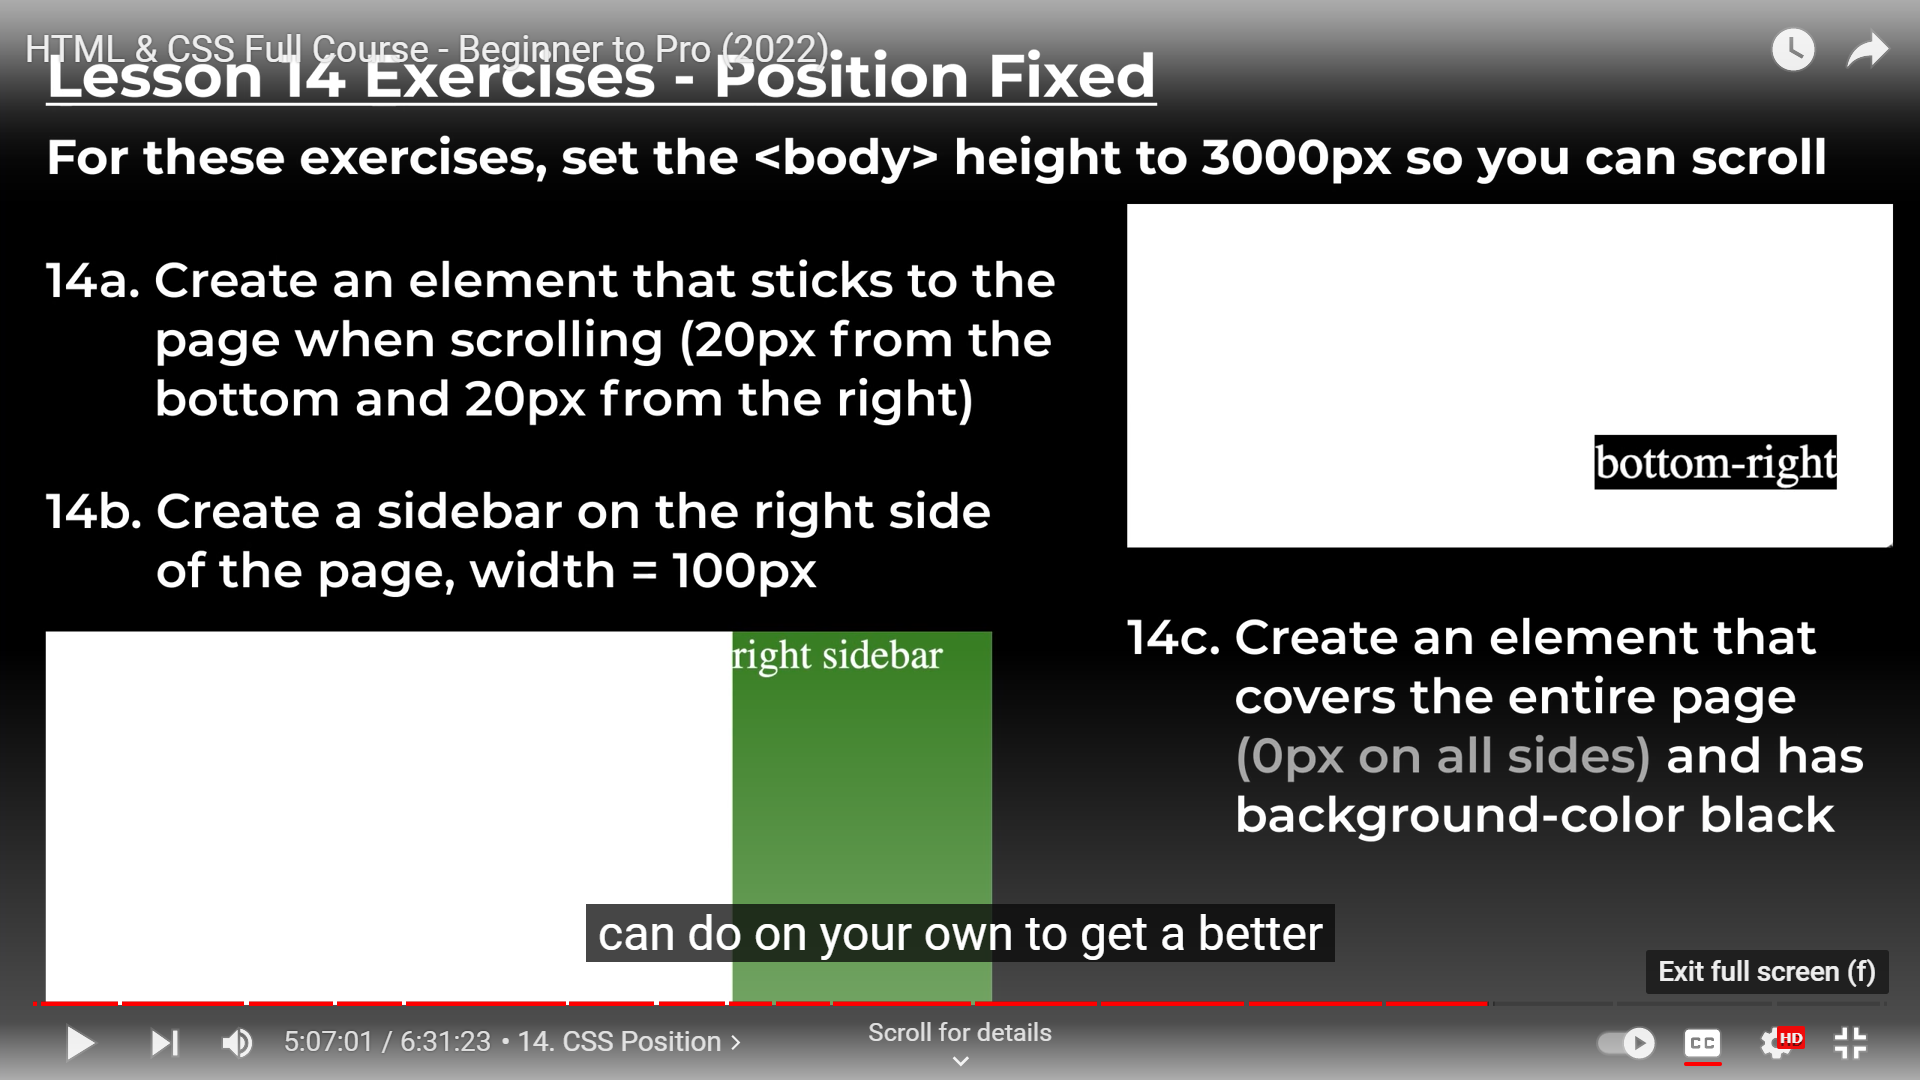 HTML & CSS Full Course - Beginner to Pro (2022)
Lesson 14 Exercises - Position Fixed
For these exercises, set the <body> height to 3000px so you can scroll
14a. Create an element that sticks to the
page when scrolling (20px from the
bottom and 20px from the right)
bottom-right
14b. Create a sidebar on the right side
of the page, width = 100px
right sidebar
14c. Create an element that
covers the entire page
(0px on all sides) and has
background-color black
can do on your own to get a better
Exit full screen (f)
5:07:01 / 6:31:23 • 14. CSS Position >
Scroll for details
CC
HD